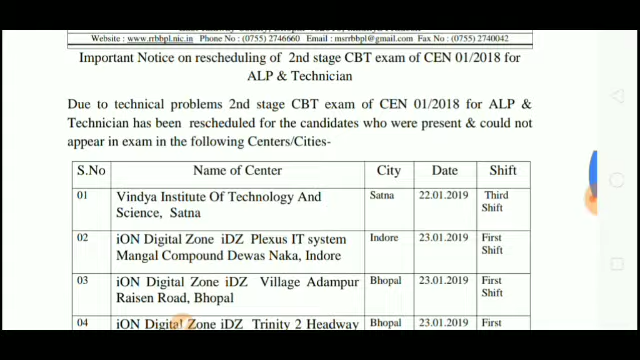 Website : www.rrbbpl.nic.in Phone No : (0755) 2746660 Email : msrrbbpl@gmail.com Fax No : (0755) 2740042
Important Notice on rescheduling of 2nd stage CBT exam of CEN 01/2018 for
ALP & Technician
Due to technical problems 2nd stage CBT exam of CEN 01/2018 for ALP &
Technician has been rescheduled for the candidates who were present & could not
appear in exam in the following Centers/Cities-
S.No Name of Center City Date Shift
01 Vindya Institute Of Technology And Satna 22.01.2019 Third
Science, Satna Shift
02 iON Digital Zone iDZ Plexus IT system Indore 23.01.2019 First
Mangal Compound Dewas Naka, Indore Shift
03 iON Digital Zone iDZ Village Adampur Bhopal 23.01.2019 First
Raisen Road, Bhopal Shift
04 iON Digital Zone iDZ Trinity 2 Headway Bhopal 23.01.2019 First